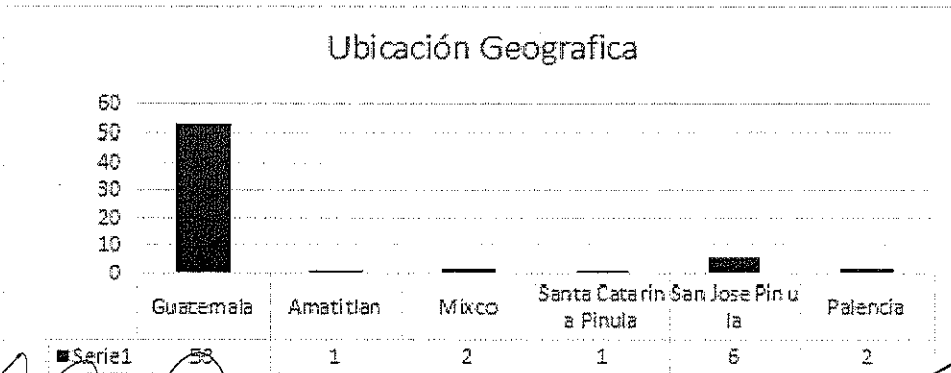 Ubicación Geografica
60
50
40
30
20
10
0
Guatemala Amatitlan Mixco Santa Catarin San Jose Pin u Palencia
a Pinula la
Serie1 53 1 2 1 6 2